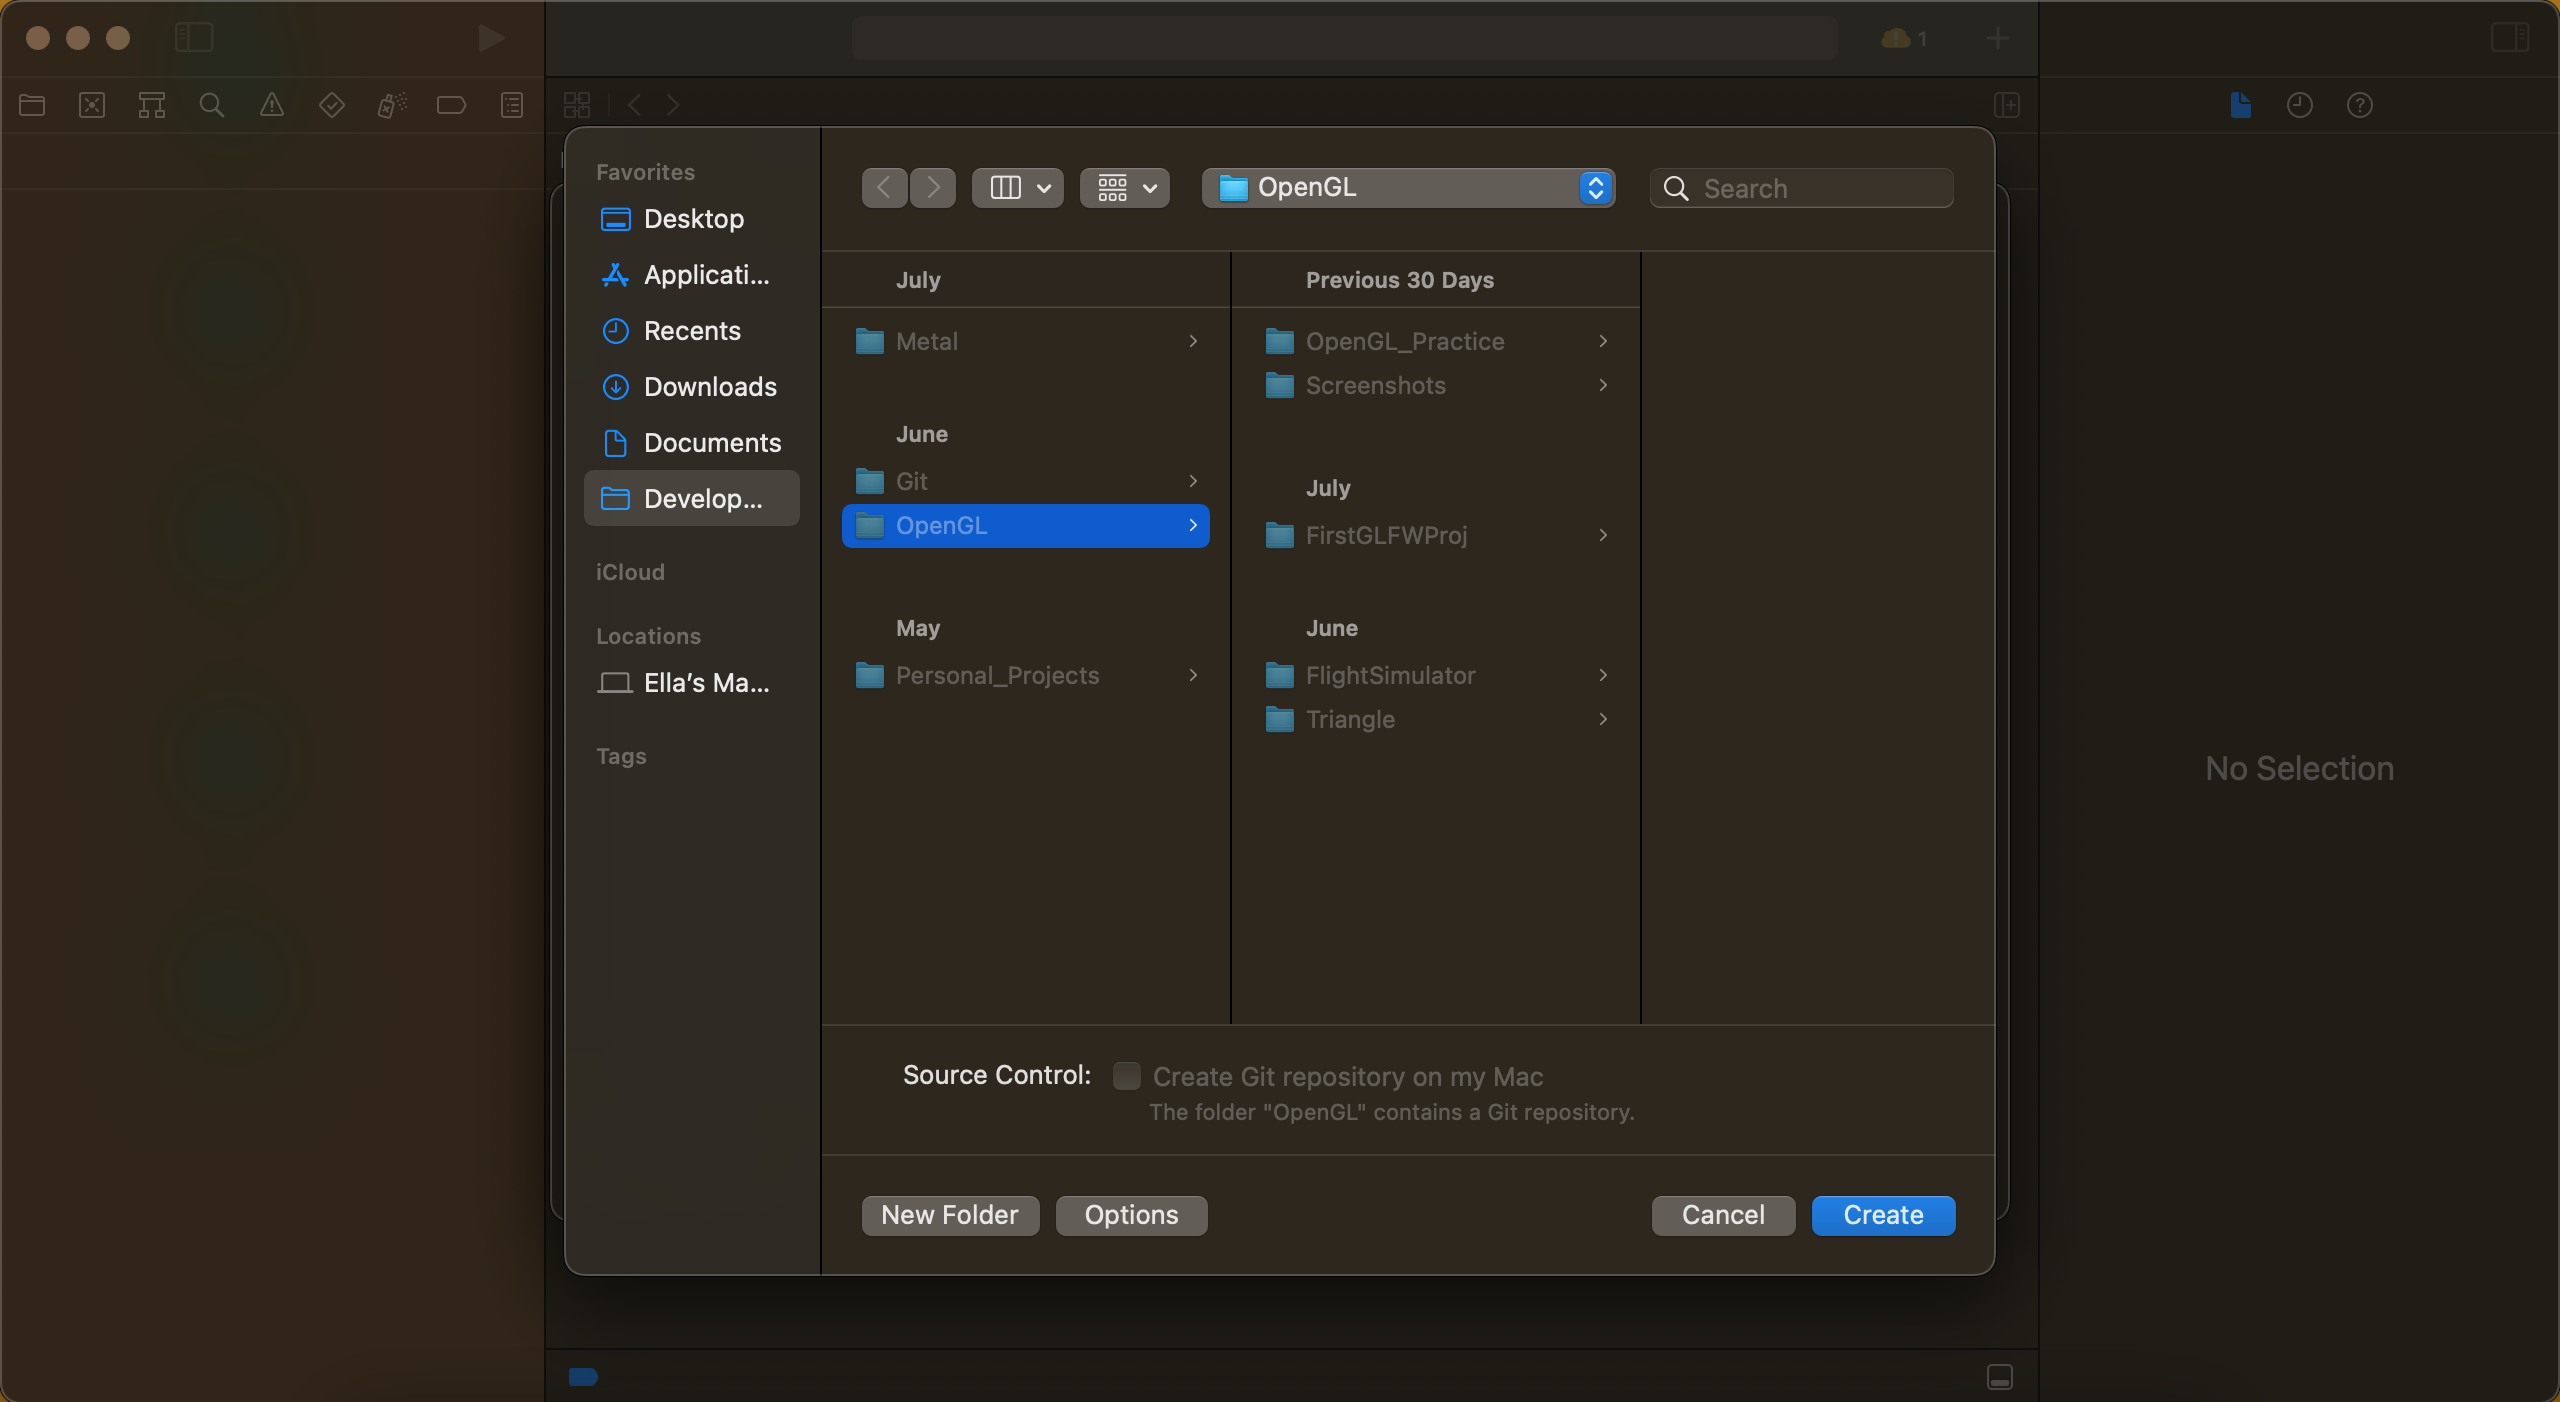 1
Favorites
Desktop
Applicati...
Recents
Downloads
Documents
Develop...
iCloud
Locations
Ella’s Ma...
Tags
OpenGL
Search
July
Metal
June
Git
OpenGL
May
Personal_Projects
Previous 30 Days
OpenGL_Practice
Screenshots
July
FirstGLFWProj
June
FlightSimulator
Triangle
Source Control:
Create Git repository on my Mac
The folder "OpenGL" contains a Git repository.
New Folder
Options
Cancel
Create
No Selection